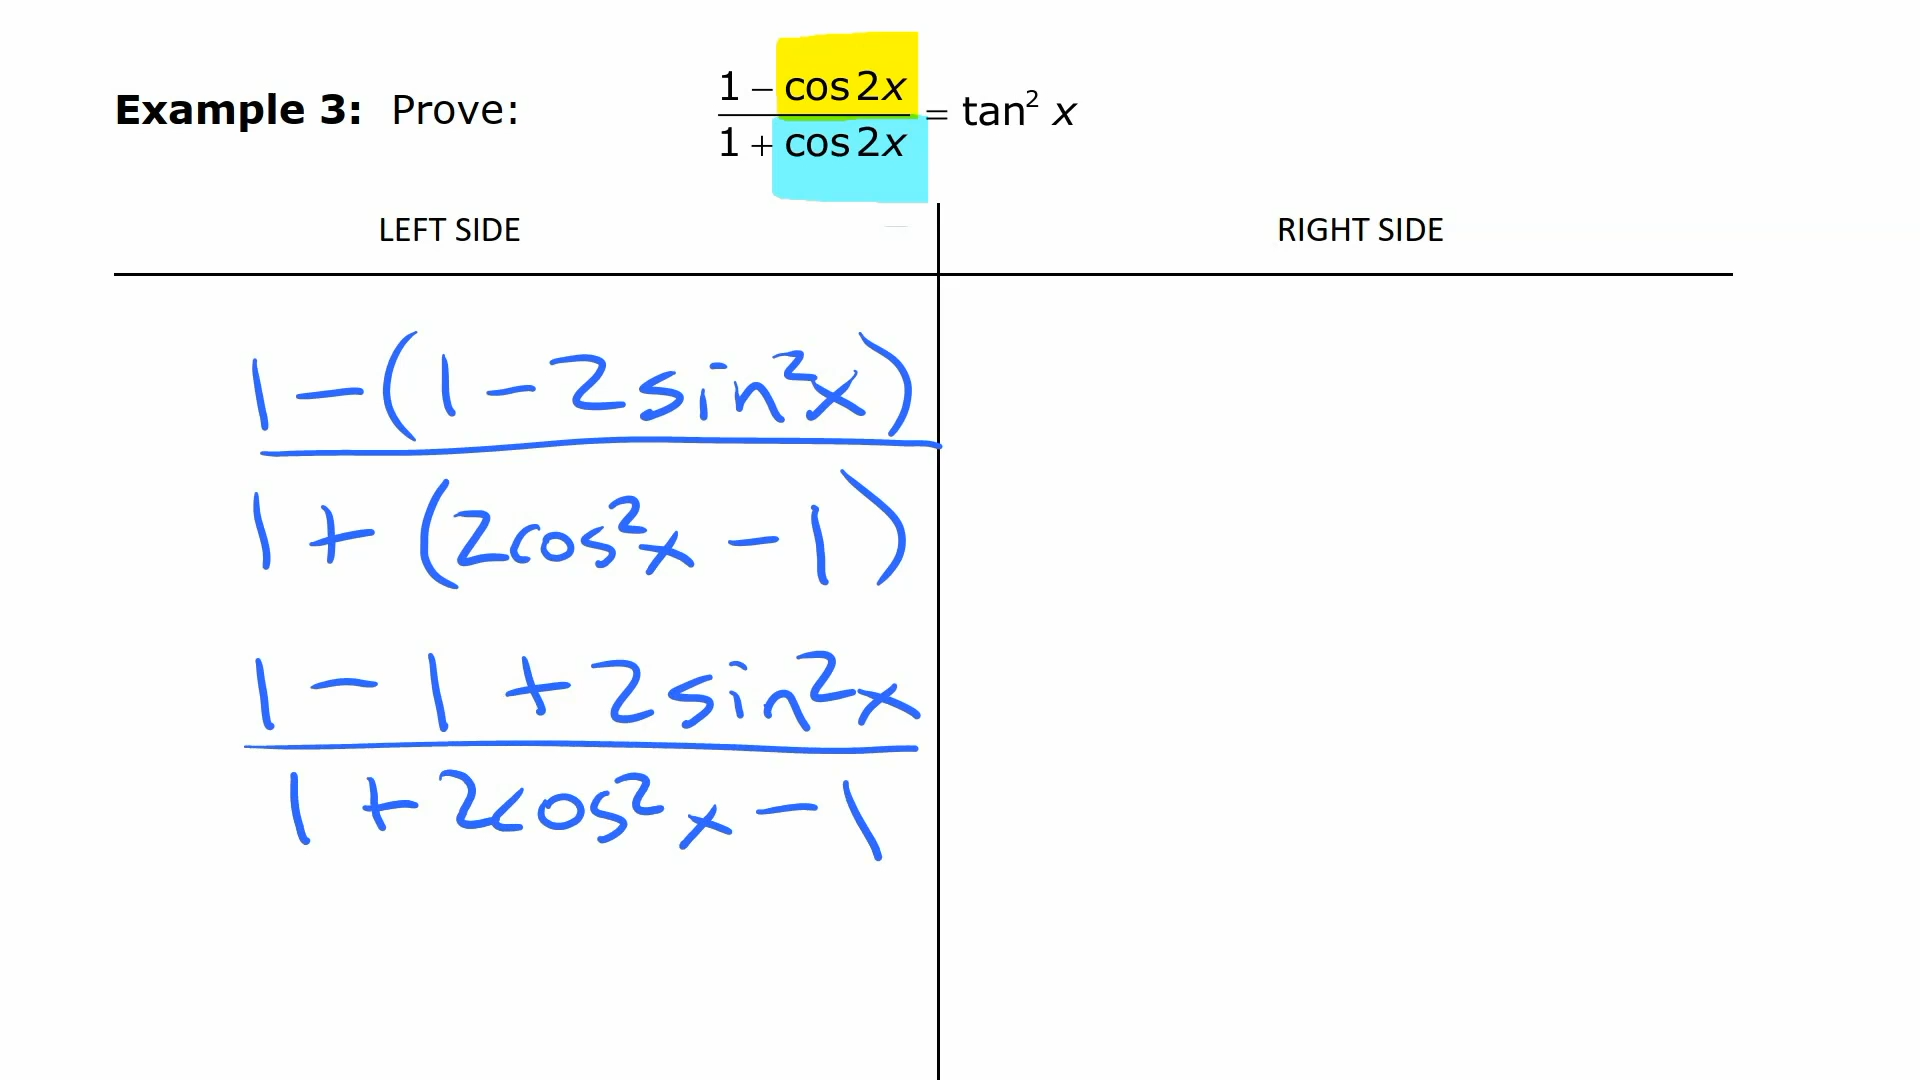 Example 3: Prove: (1 − cos 2x)/(1 + cos 2x) = tan² x
LEFT SIDE
RIGHT SIDE
1 − (1 − 2sin²x)
1 + (2cos²x − 1)
1 − 1 + 2sin²x
1 + 2cos²x − 1